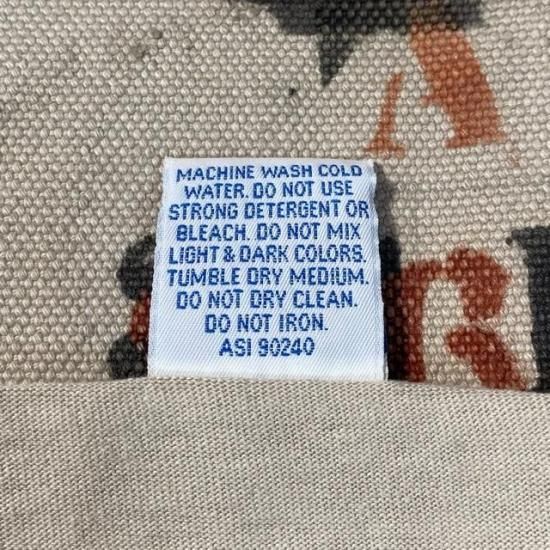 A
MACHINE WASH COLD
WATER. DO NOT USE
STRONG DETERGENT OR
BLEACH. DO NOT MIX
LIGHT & DARK COLORS.
TUMBLE DRY MEDIUM.
DO NOT DRY CLEAN.
DO NOT IRON.
ASI 90240